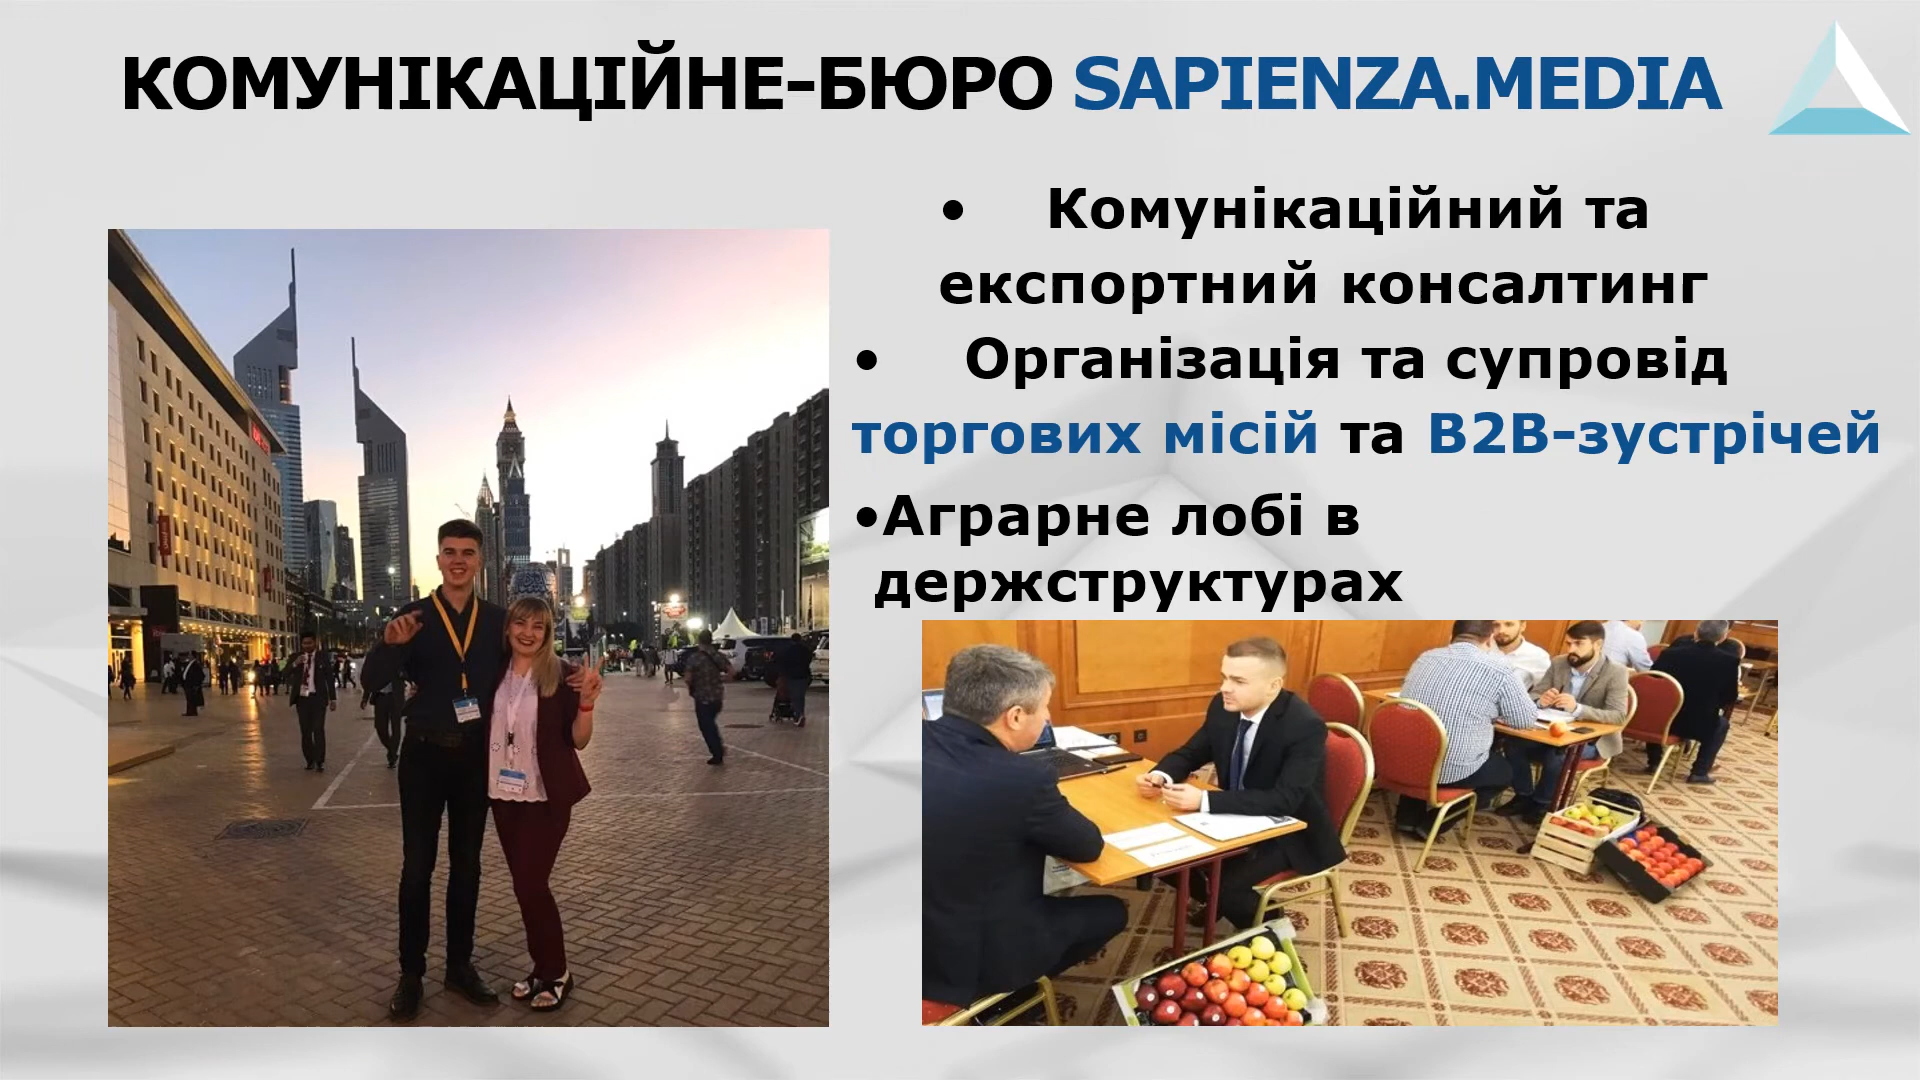 КОМУНІКАЦІЙНЕ-БЮРО SAPIENZA.MEDIA
• Комунікаційний та
експортний консалтинг
• Організація та супровід
торгових місій та B2B-зустрічей
•Аграрне лобі в
держструктурах